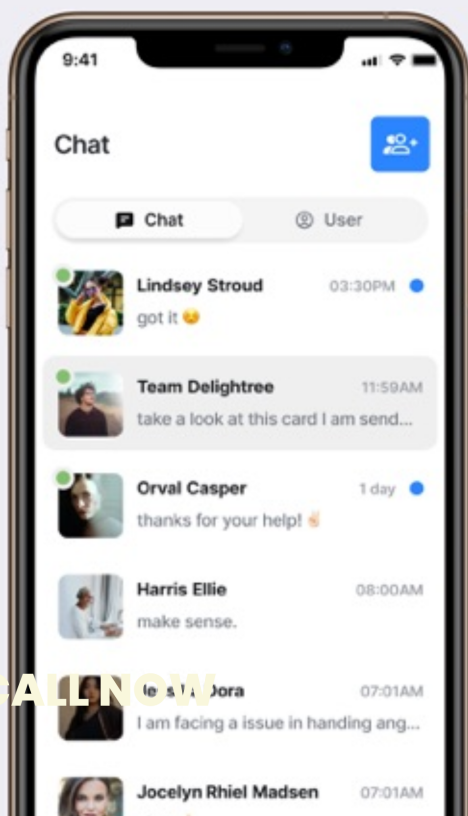 9:41
Chat
Chat User
Lindsey Stroud 03:30PM
got it 😏
Team Delightree 11:59AM
take a look at this card I am send...
Orval Casper 1 day
thanks for your help! ✌🏻
Harris Ellie 08:00AM
make sense.
CALL NOW
Dora 07:01AM
I am facing a issue in handing ang...
Jocelyn Rhiel Madsen 07:01AM